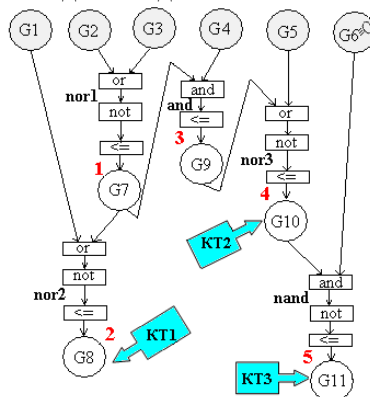 G1 G2 G3 G4 G5 G6
or
nor1
not
<=
1
G7
and
and
<=
3
G9
or
not
nor3
<=
4
G10
KT2
or
not
nor2
<=
2
G8
KT1
and
nand
not
<=
5
G11
KT3